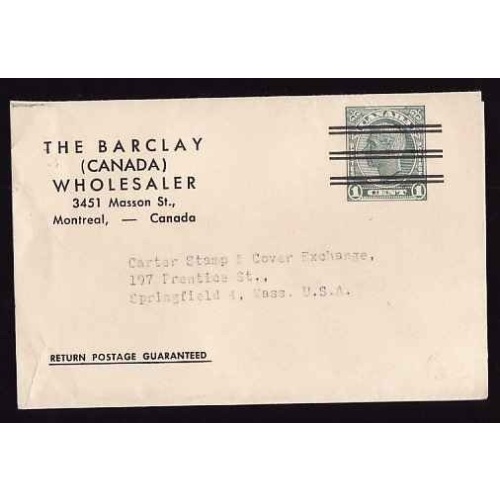 THE BARCLAY
(CANADA)
WHOLESALER
3451 Masson St.,
Montreal, — Canada
CANADA
1 CENT 1
Carter Stamp & Cover Exchange,
197 Prentice St.,
Springfield 4, Mass. U.S.A.
RETURN POSTAGE GUARANTEED